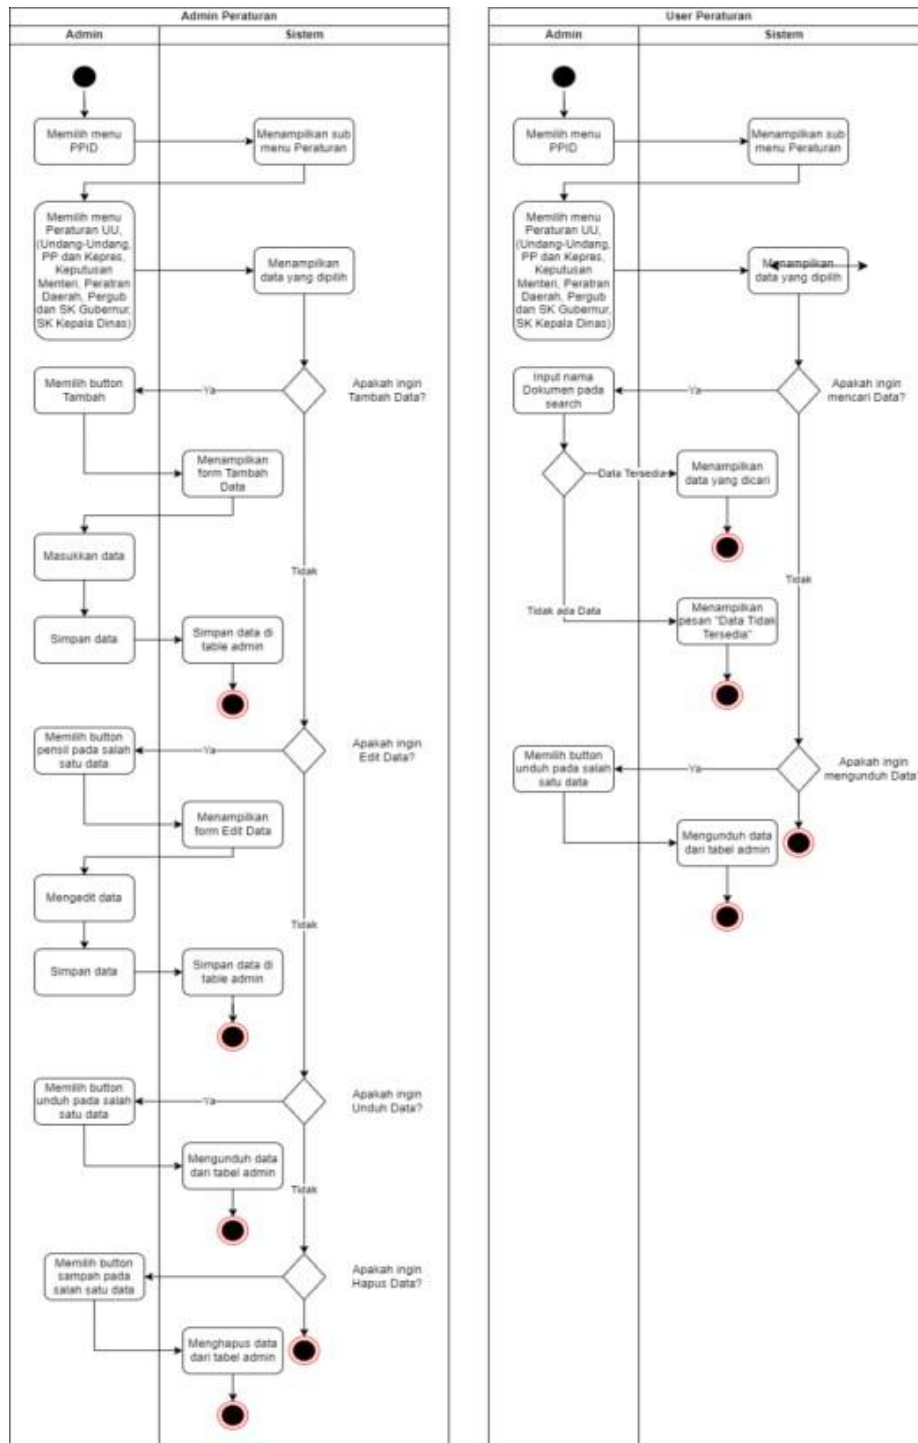 Admin Peraturan
Admin
Sistem
Memilih menu
PPID
Menampilkan sub
menu Peraturan
Memilih menu
Peraturan UU,
(Undang-Undang,
PP dan Kepres,
Keputusan
Menteri, Peratran
Daerah, Pergub
dan SK Gubernur,
SK Kepala Dinas)
Menampilkan
data yang dipilih
Memilih button
Tambah
Ya
Apakah ingin
Tambah Data?
Menampilkan
form Tambah
Data
Masukkan data
Tidak
Simpan data
Simpan data di
table admin
Memilih button
pensil pada salah
satu data
Ya
Apakah ingin
Edit Data?
Menampilkan
form Edit Data
Mengedit data
Tidak
Simpan data
Simpan data di
table admin
Memilih button
unduh pada salah
satu data
Ya
Apakah ingin
Unduh Data?
Mengunduh data
dari tabel admin
Tidak
Memilih button
sampah pada
salah satu data
Apakah ingin
Hapus Data?
Menghapus data
dari tabel admin
User Peraturan
Admin
Sistem
Memilih menu
PPID
Menampilkan sub
menu Peraturan
Memilih menu
Peraturan UU,
(Undang-Undang,
PP dan Kepres,
Keputusan
Menteri, Peratran
Daerah, Pergub
dan SK Gubernur,
SK Kepala Dinas)
Menampilkan
data yang dipilih
Input nama
Dokumen pada
search
Ya
Apakah ingin
mencari Data?
Data Tersedia
Menampilkan
data yang dicari
Tidak
Tidak ada Data
Menampilkan
pesan "Data Tidak
Tersedia"
Memilih button
unduh pada salah
satu data
Ya
Apakah ingin
mengunduh Data?
Mengunduh data
dari tabel admin